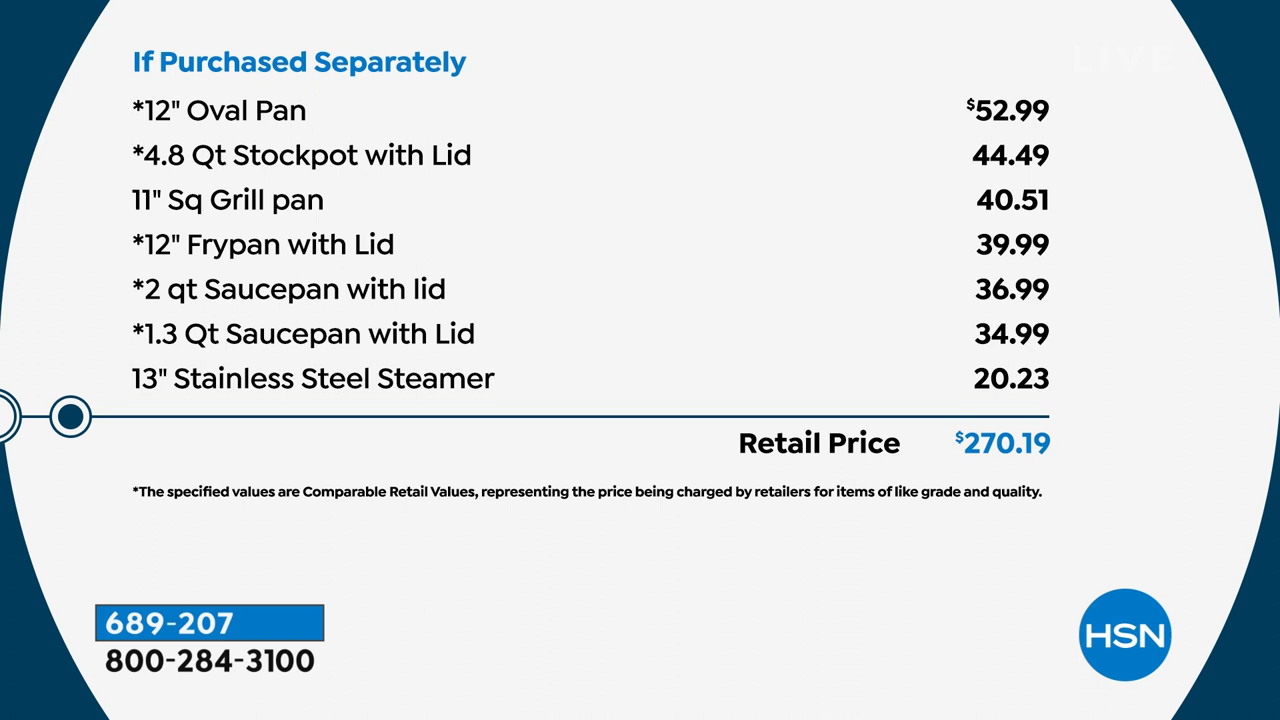 LIVE
If Purchased Separately
*12" Oval Pan $52.99
*4.8 Qt Stockpot with Lid 44.49
11" Sq Grill pan 40.51
*12" Frypan with Lid 39.99
*2 qt Saucepan with lid 36.99
*1.3 Qt Saucepan with Lid 34.99
13" Stainless Steel Steamer 20.23
Retail Price $270.19
*The specified values are Comparable Retail Values, representing the price being charged by retailers for items of like grade and quality.
689-207
800-284-3100
HSN